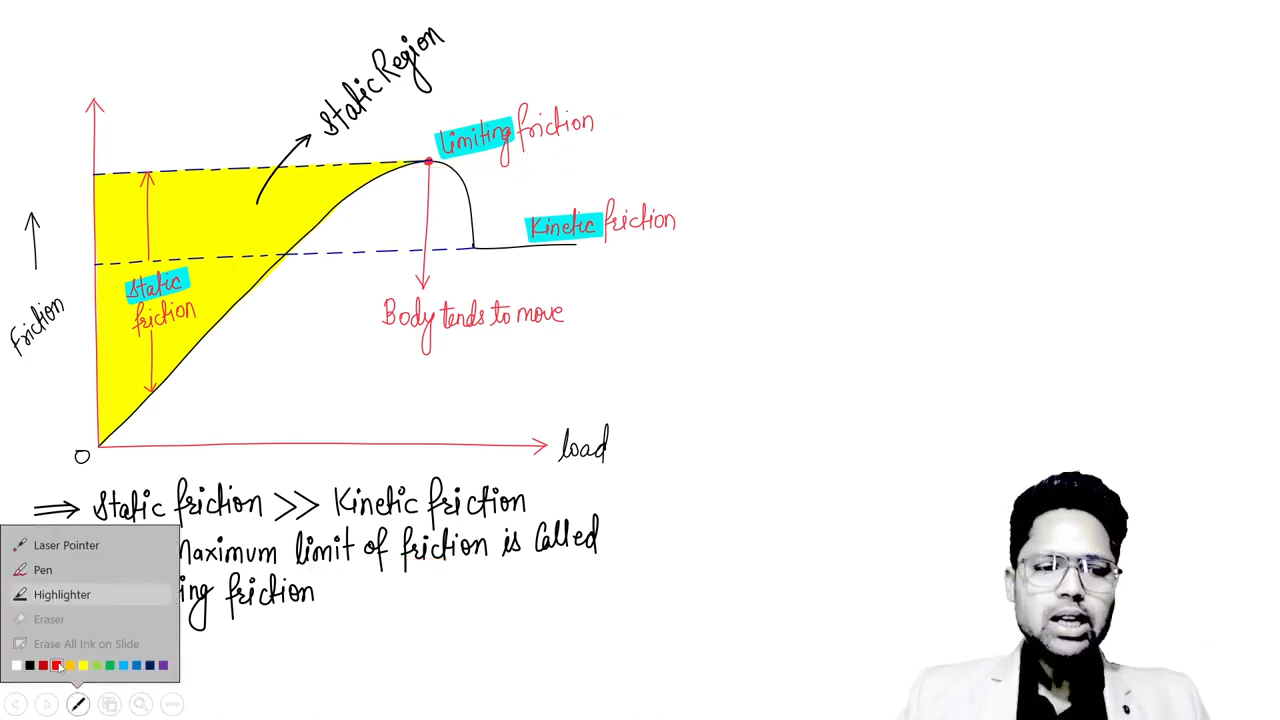 Static Region
Limiting friction
Kinetic friction
Static
friction
Friction
Body tends to move
O
load
⇒ Static friction >> Kinetic friction
maximum limit of friction is called
ing friction
Laser Pointer
Pen
Highlighter
Eraser
Erase All Ink on Slide